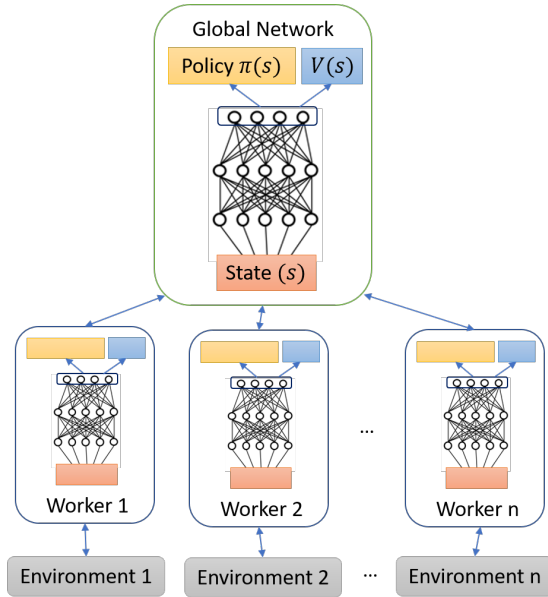 Global Network
Policy π(s)
V(s)
State (s)
...
Worker 1
Worker 2
Worker n
Environment 1
Environment 2
...
Environment n